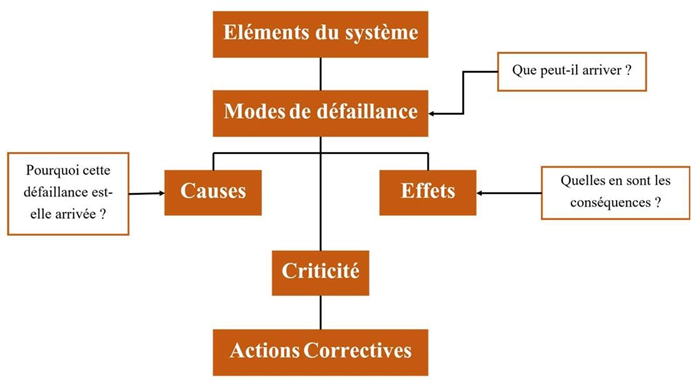 Eléments du système
Que peut-il arriver ?
Modes de défaillance
Pourquoi cette
défaillance est-
elle arrivée ?
Causes
Effets
Quelles en sont les
conséquences ?
Criticité
Actions Correctives